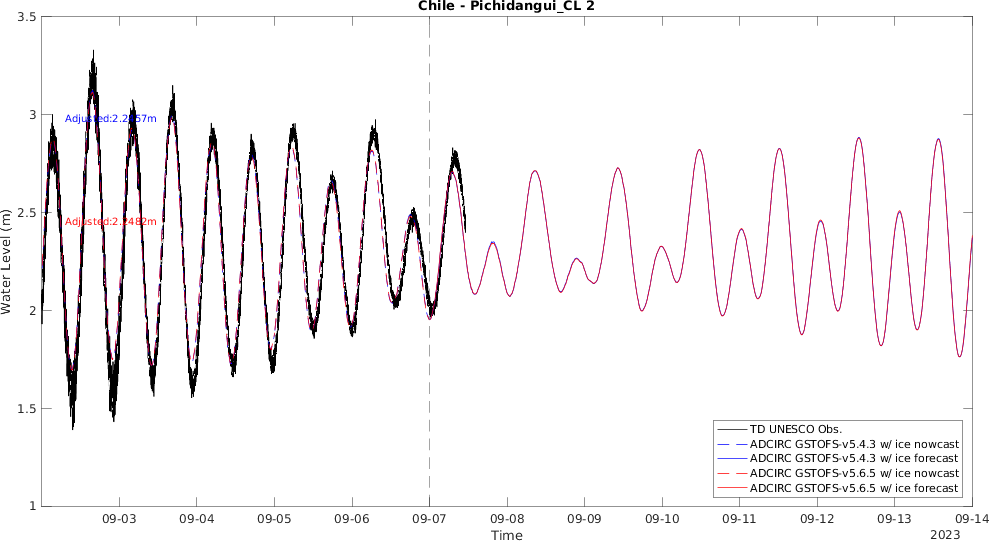 Chile - Pichidangui_CL 2
3.5
3
2.5
2
1.5
1
Water Level (m)
Adjusted:2.2
57m
Adjusted:2.2482m
TD UNESCO Obs.
ADCIRC GSTOFS-v5.4.3 w/ ice nowcast
ADCIRC GSTOFS-v5.4.3 w/ ice forecast
ADCIRC GSTOFS-v5.6.5 w/ ice nowcast
ADCIRC GSTOFS-v5.6.5 w/ ice forecast
09-03 09-04 09-05 09-06 09-07 09-08 09-09 09-10 09-11 09-12 09-13 09-14
Time
2023